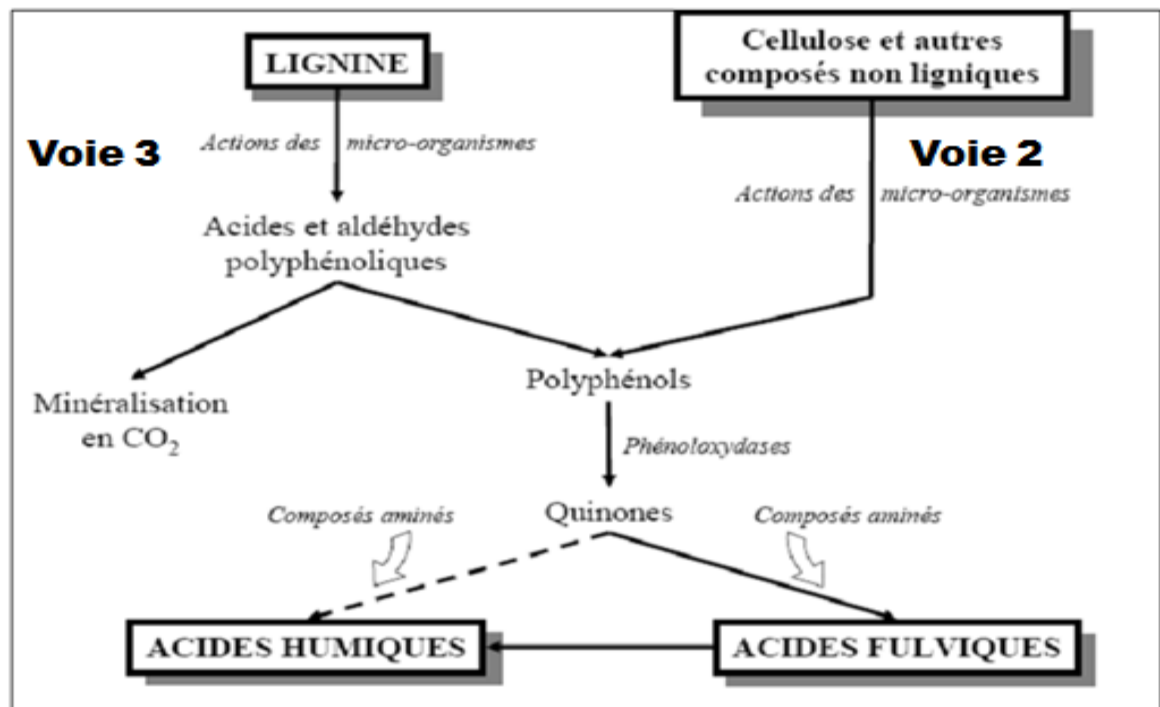 LIGNINE
Cellulose et autres
composés non ligniques
Voie 3
Actions des micro-organismes
Voie 2
Actions des micro-organismes
Acides et aldéhydes
polyphénoliques
Minéralisation
en CO₂
Polyphénols
Phénoloxydases
Composés aminés
Quinones
Composés aminés
ACIDES HUMIQUES
ACIDES FULVIQUES